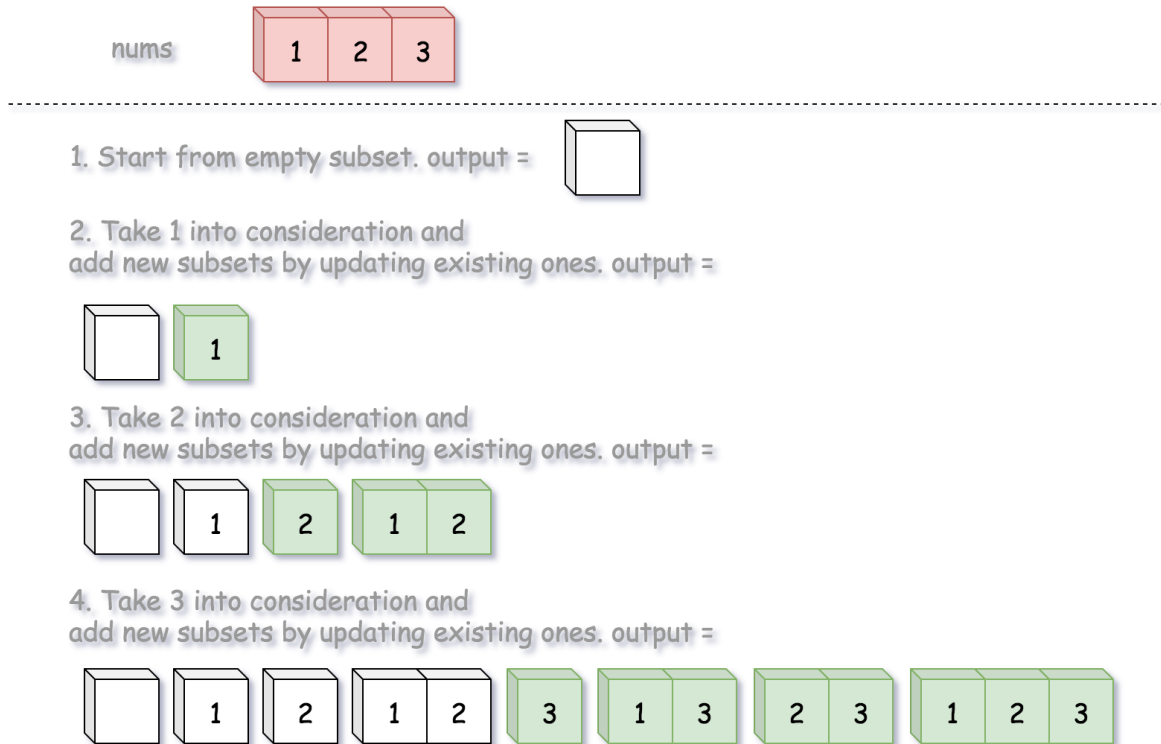 nums 1 2 3
1. Start from empty subset. output =
2. Take 1 into consideration and
add new subsets by updating existing ones. output =
1
3. Take 2 into consideration and
add new subsets by updating existing ones. output =
1 2 1 2
4. Take 3 into consideration and
add new subsets by updating existing ones. output =
1 2 1 2 3 1 3 2 3 1 2 3